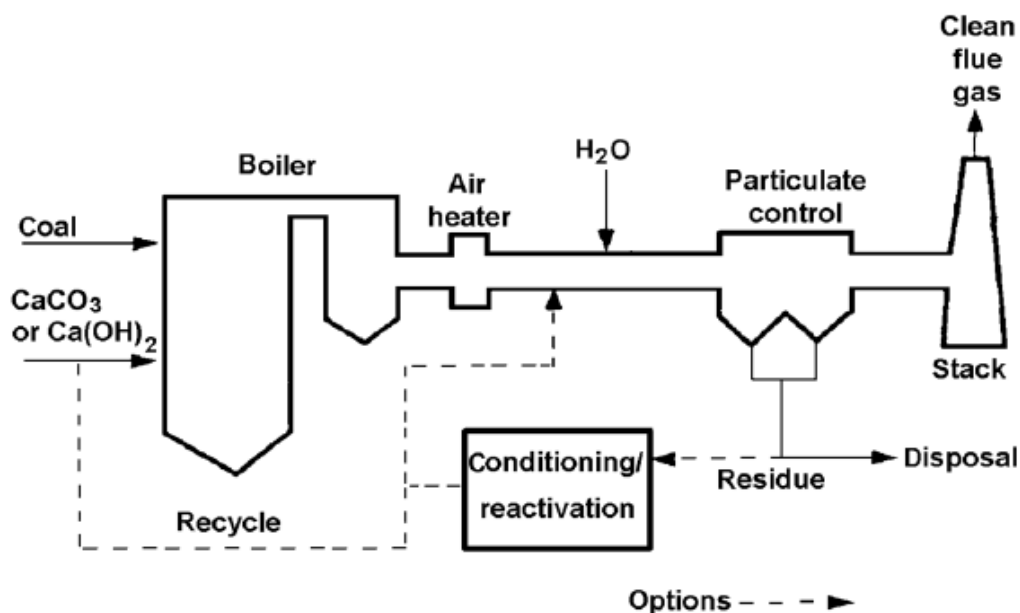 Clean
flue
gas
H₂O
Boiler
Air
heater
Particulate
control
Coal
CaCO₃
or Ca(OH)₂
Stack
Conditioning/
reactivation
Residue
Disposal
Recycle
Options